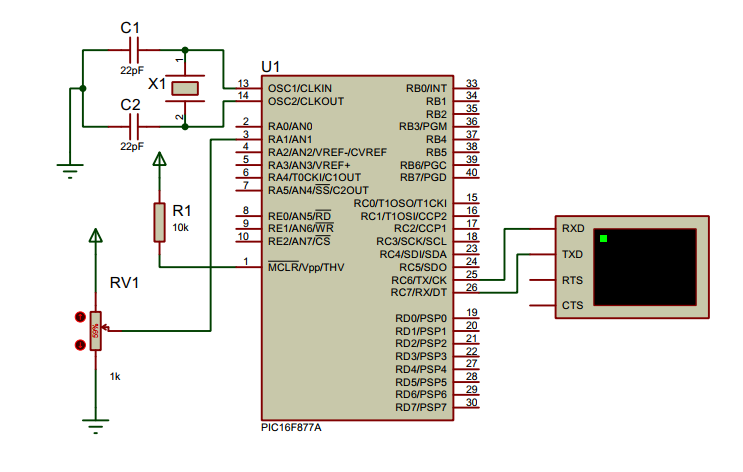 C1
22pF
X1
1
2
C2
22pF
R1
10k
RV1
59%
1k
U1
13 OSC1/CLKIN
14 OSC2/CLKOUT
2 RA0/AN0
3 RA1/AN1
4 RA2/AN2/VREF-/CVREF
5 RA3/AN3/VREF+
6 RA4/T0CKI/C1OUT
7 RA5/AN4/SS/C2OUT
8 RE0/AN5/RD
9 RE1/AN6/WR
10 RE2/AN7/CS
1 MCLR/Vpp/THV
RB0/INT 33
RB1 34
RB2 35
RB3/PGM 36
RB4 37
RB5 38
RB6/PGC 39
RB7/PGD 40
RC0/T1OSO/T1CKI 15
RC1/T1OSI/CCP2 16
RC2/CCP1 17
RC3/SCK/SCL 18
RC4/SDI/SDA 23
RC5/SDO 24
RC6/TX/CK 25
RC7/RX/DT 26
RD0/PSP0 19
RD1/PSP1 20
RD2/PSP2 21
RD3/PSP3 22
RD4/PSP4 27
RD5/PSP5 28
RD6/PSP6 29
RD7/PSP7 30
PIC16F877A
RXD
TXD
RTS
CTS